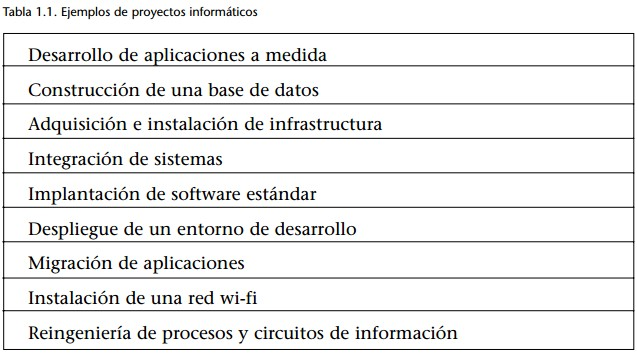 Tabla 1.1. Ejemplos de proyectos informáticos
Desarrollo de aplicaciones a medida
Construcción de una base de datos
Adquisición e instalación de infrastructura
Integración de sistemas
Implantación de software estándar
Despliegue de un entorno de desarrollo
Migración de aplicaciones
Instalación de una red wi-fi
Reingeniería de procesos y circuitos de información